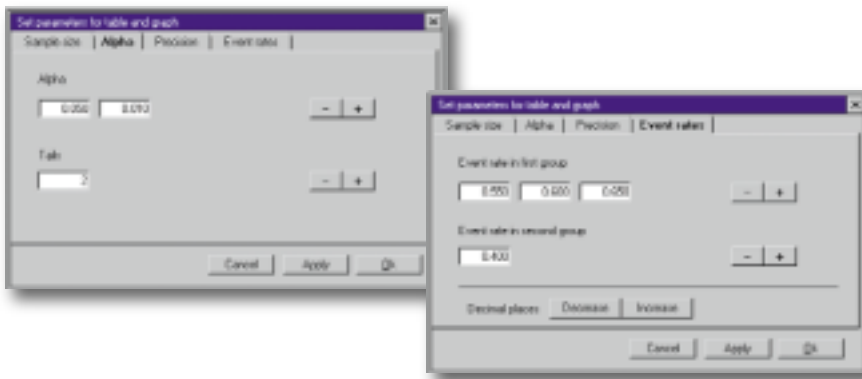 Set parameters for table and graph
Sample size | Alpha | Precision | Event rates |
Alpha
0.050 0.010
- +
Tails
2
- +
Cancel Apply Ok
Set parameters for table and graph
Sample size | Alpha | Precision | Event rates |
Event rate in first group
0.550 0.600 0.650
- +
Event rate in second group
0.400
- +
Decimal places Decrease Increase
Cancel Apply Ok